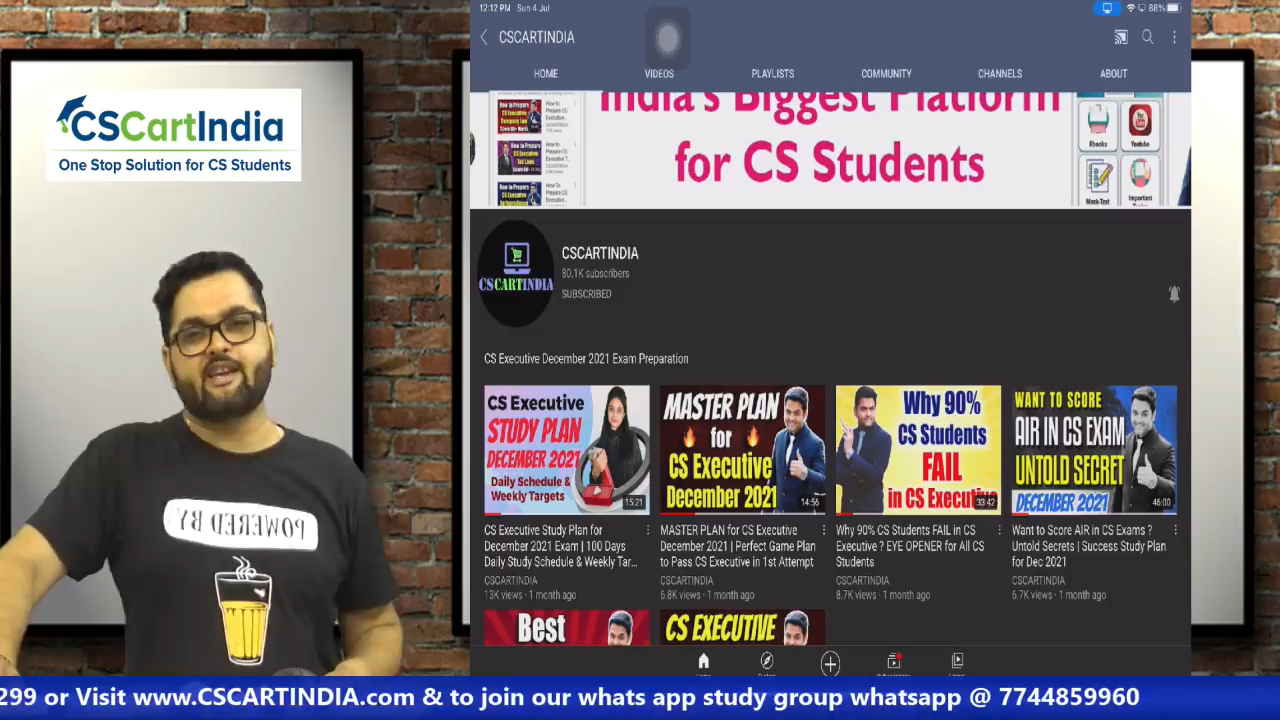 CSCartIndia
One Stop Solution for CS Students
POWERED BY
12:12 PM Sun 4 Jul
88%
CSCARTINDIA
HOME VIDEOS PLAYLISTS COMMUNITY CHANNELS ABOUT
India's Biggest Platform
for CS Students
Ebooks
Youtube
Mock Test
Important
CSCARTINDIA
CSCARTINDIA
80.1K subscribers
SUBSCRIBED
CS Executive December 2021 Exam Preparation
CS Executive
STUDY PLAN
DECEMBER 2021
Daily Schedule &
Weekly Targets
15:21
CS Executive Study Plan for
December 2021 Exam | 100 Days
Daily Study Schedule & Weekly Tar...
CSCARTINDIA
13K views · 1 month ago
MASTER PLAN
for
CS Executive
December 2021
14:56
MASTER PLAN for CS Executive
December 2021 | Perfect Game Plan
to Pass CS Executive in 1st Attempt
CSCARTINDIA
6.8K views · 1 month ago
Why 90%
CS Students
FAIL
in CS Executive
33:42
Why 90% CS Students FAIL in CS
Executive ? EYE OPENER for All CS
Students
CSCARTINDIA
8.7K views · 1 month ago
WANT TO SCORE
AIR IN CS EXAM
UNTOLD SECRET
DECEMBER 2021
46:00
Want to Score AIR in CS Exams ?
Untold Secrets | Success Study Plan
for Dec 2021
CSCARTINDIA
6.7K views · 1 month ago
Best
CS EXECUTIVE
299 or Visit www.CSCARTINDIA.com & to join our whats app study group whatsapp @ 7744859960